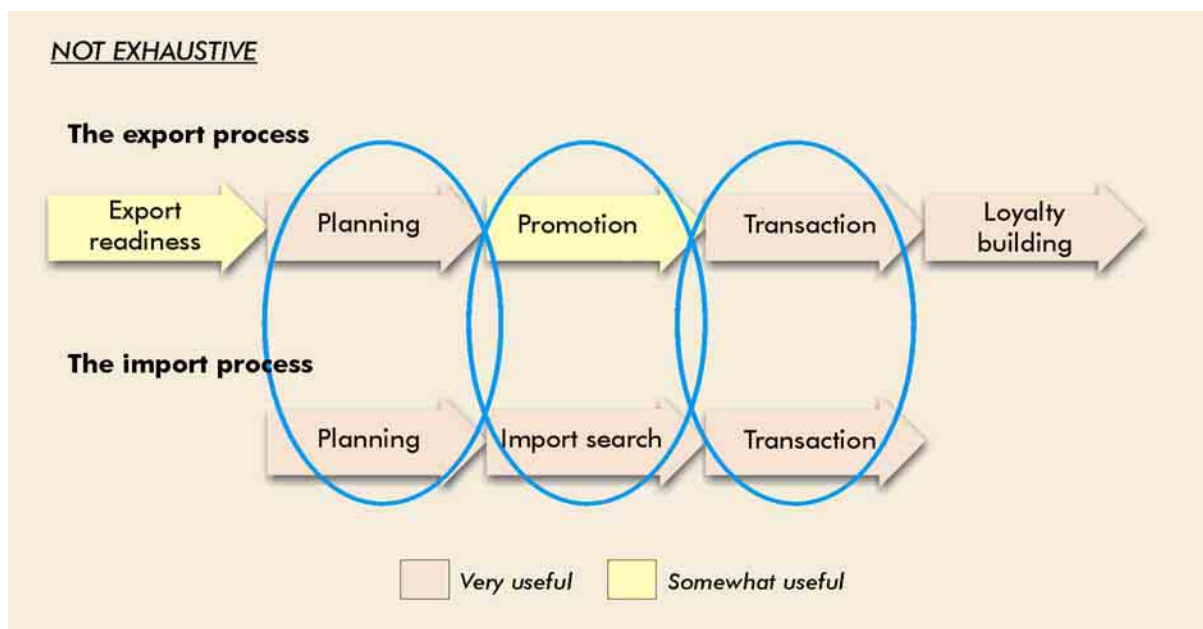 NOT EXHAUSTIVE
The export process
Export
readiness
Planning
Promotion
Transaction
Loyalty
building
The import process
Planning
Import search
Transaction
Very useful
Somewhat useful